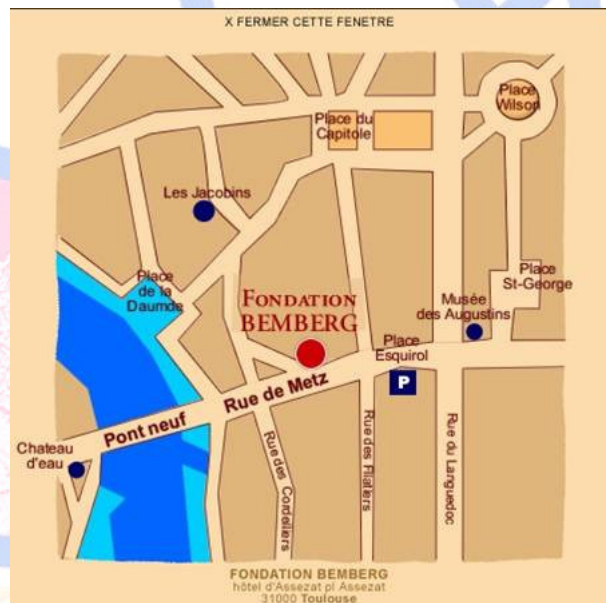 X FERMER CETTE FENETRE
Place
Wilson
Place du
Capitole
Les Jacobins
Place
de la
Daumde
Place
St-George
FONDATION
BEMBERG
Musée
des Augustins
Place
Esquirol
P
Rue de Metz
Pont neuf
Chateau
d'eau
Rue des Cordeliers
Rue des Filatiers
Rue du Languedoc
FONDATION BEMBERG
hôtel d'Assezat pl Assezat
31000 Toulouse